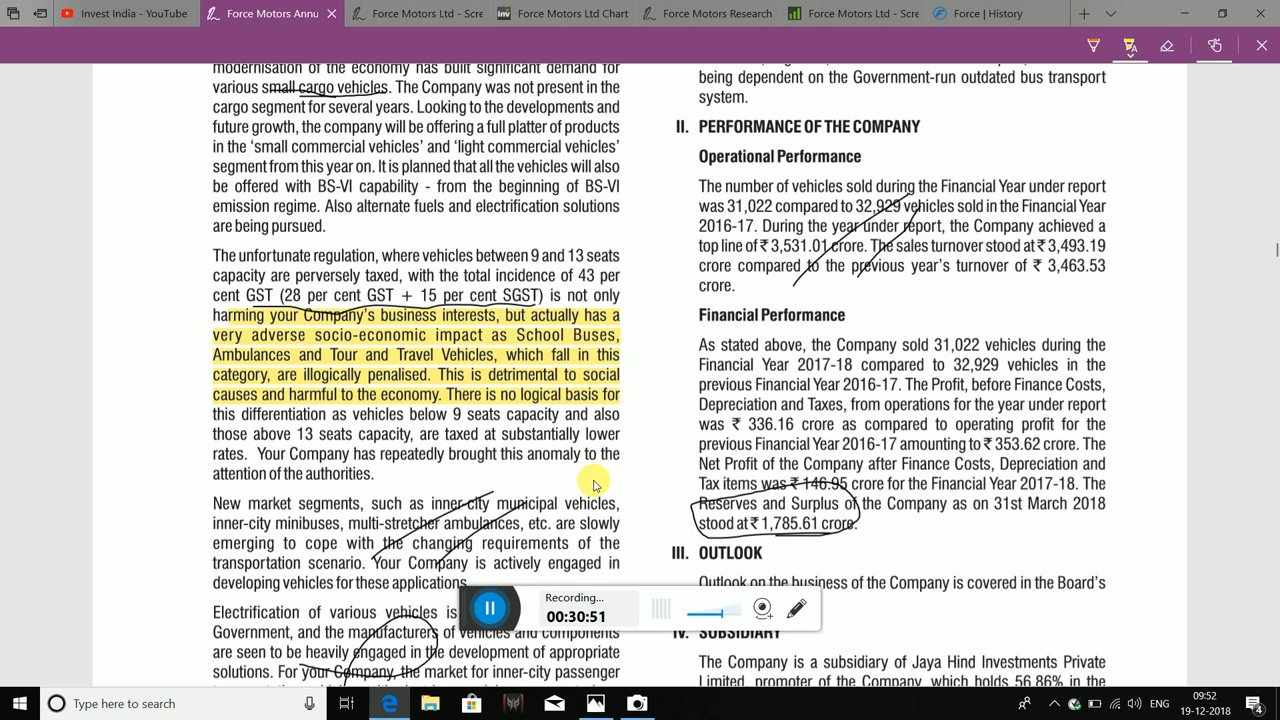 Invest India - YouTube
Force Motors Annu
Force Motors Ltd - Scre
Force Motors Ltd Chart
Force Motors Research
Force Motors Ltd - Scre
Force | History
modernisation of the economy has built significant demand for
various small cargo vehicles. The Company was not present in the
cargo segment for several years. Looking to the developments and
future growth, the company will be offering a full platter of products
in the 'small commercial vehicles' and 'light commercial vehicles'
segment from this year on. It is planned that all the vehicles will also
be offered with BS-VI capability - from the beginning of BS-VI
emission regime. Also alternate fuels and electrification solutions
are being pursued.
The unfortunate regulation, where vehicles between 9 and 13 seats
capacity are perversely taxed, with the total incidence of 43 per
cent GST (28 per cent GST + 15 per cent SGST) is not only
harming your Company's business interests, but actually has a
very adverse socio-economic impact as School Buses,
Ambulances and Tour and Travel Vehicles, which fall in this
category, are illogically penalised. This is detrimental to social
causes and harmful to the economy. There is no logical basis for
this differentiation as vehicles below 9 seats capacity and also
those above 13 seats capacity, are taxed at substantially lower
rates. Your Company has repeatedly brought this anomaly to the
attention of the authorities.
New market segments, such as inner-city municipal vehicles,
inner-city minibuses, multi-stretcher ambulances, etc. are slowly
emerging to cope with the changing requirements of the
transportation scenario. Your Company is actively engaged in
developing vehicles for these applications.
Electrification of various vehicles is
Government, and the manufacturers of vehicles and components
are seen to be heavily engaged in the development of appropriate
solutions. For your Company, the market for inner-city passenger
being dependent on the Government-run outdated bus transport
system.
II. PERFORMANCE OF THE COMPANY
Operational Performance
The number of vehicles sold during the Financial Year under report
was 31,022 compared to 32,929 vehicles sold in the Financial Year
2016-17. During the year under report, the Company achieved a
top line of ₹ 3,531.01 crore. The sales turnover stood at ₹ 3,493.19
crore compared to the previous year's turnover of ₹ 3,463.53
crore.
Financial Performance
As stated above, the Company sold 31,022 vehicles during the
Financial Year 2017-18 compared to 32,929 vehicles in the
previous Financial Year 2016-17. The Profit, before Finance Costs,
Depreciation and Taxes, from operations for the year under report
was ₹ 336.16 crore as compared to operating profit for the
previous Financial Year 2016-17 amounting to ₹ 353.62 crore. The
Net Profit of the Company after Finance Costs, Depreciation and
Tax items was ₹ 146.95 crore for the Financial Year 2017-18. The
Reserves and Surplus of the Company as on 31st March 2018
stood at ₹ 1,785.61 crore.
III. OUTLOOK
Outlook on the business of the Company is covered in the Board's
IV. SUBSIDIARY
The Company is a subsidiary of Jaya Hind Investments Private
Limited, promoter of the Company, which holds 56.86% in the
Recording...
00:30:51
Type here to search
ENG
09:52
19-12-2018
4